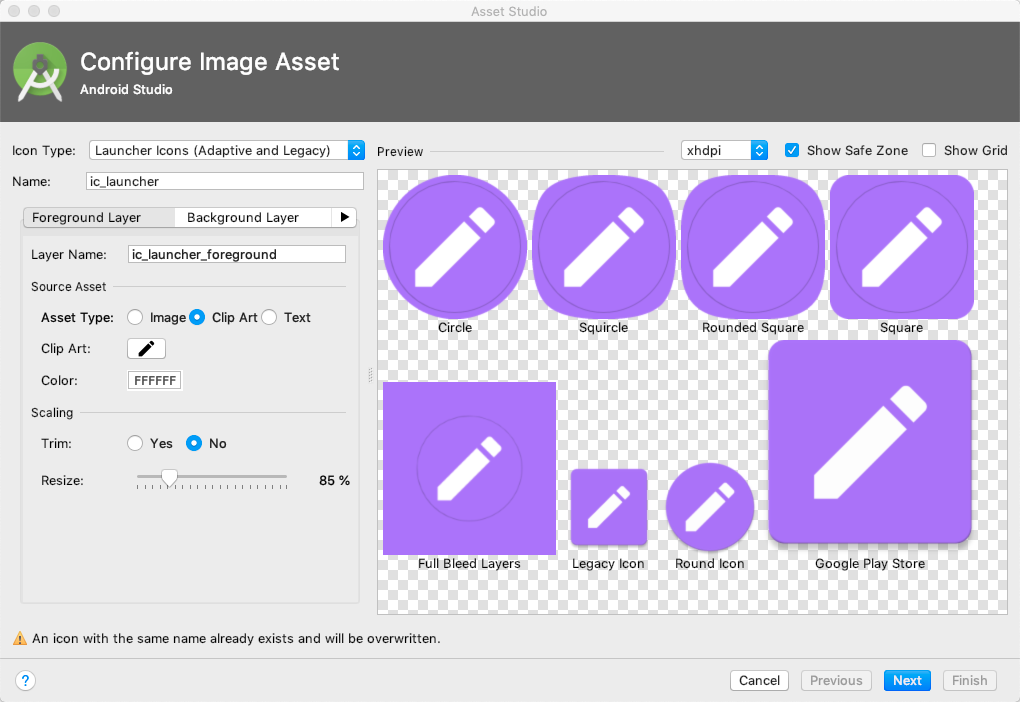 Asset Studio
Configure Image Asset
Android Studio
Icon Type: Launcher Icons (Adaptive and Legacy)
Preview
xhdpi
Show Safe Zone
Show Grid
Name: ic_launcher
Foreground Layer
Background Layer
Layer Name: ic_launcher_foreground
Source Asset
Asset Type: Image Clip Art Text
Clip Art:
Color: FFFFFF
Scaling
Trim: Yes No
Resize: 85 %
Circle
Squircle
Rounded Square
Square
Full Bleed Layers
Legacy Icon
Round Icon
Google Play Store
An icon with the same name already exists and will be overwritten.
?
Cancel
Previous
Next
Finish